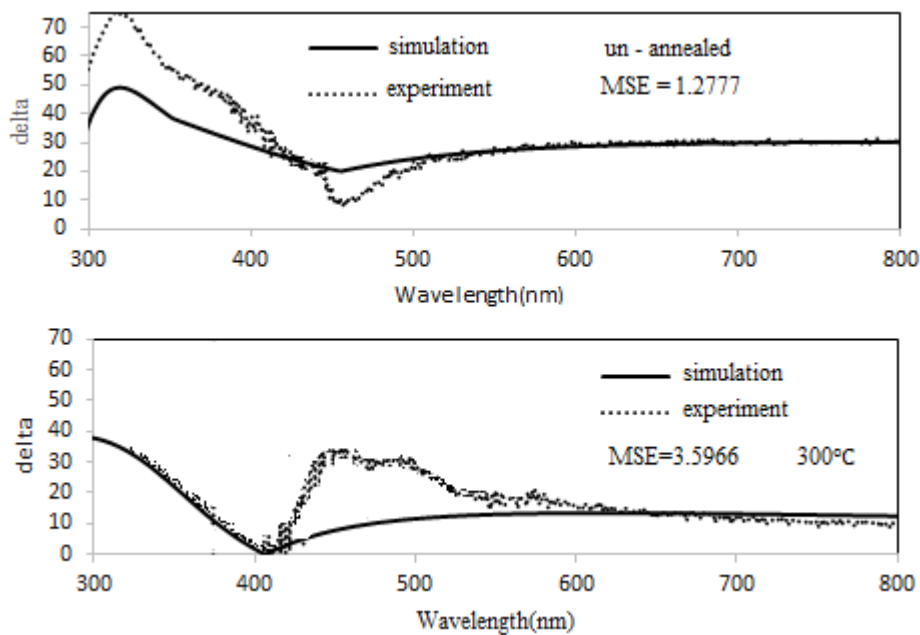 70
60
50
40
30
20
10
0
delta
simulation
un - annealed
experiment
MSE = 1.2777
300 400 500 600 700 800
Wavelength(nm)
70
60
50
40
30
20
10
0
delta
simulation
experiment
MSE=3.5966 300°C
300 400 500 600 700 800
Wavelength(nm)